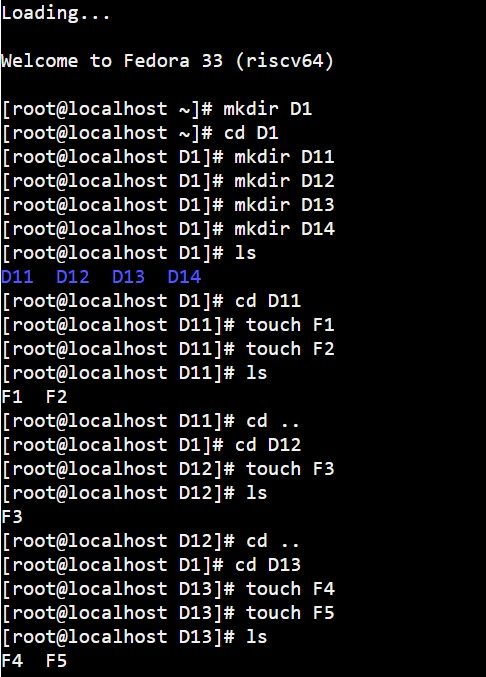 Loading...
Welcome to Fedora 33 (riscv64)
[root@localhost ~]# mkdir D1
[root@localhost ~]# cd D1
[root@localhost D1]# mkdir D11
[root@localhost D1]# mkdir D12
[root@localhost D1]# mkdir D13
[root@localhost D1]# mkdir D14
[root@localhost D1]# ls
D11  D12  D13  D14
[root@localhost D1]# cd D11
[root@localhost D11]# touch F1
[root@localhost D11]# touch F2
[root@localhost D11]# ls
F1  F2
[root@localhost D11]# cd ..
[root@localhost D1]# cd D12
[root@localhost D12]# touch F3
[root@localhost D12]# ls
F3
[root@localhost D12]# cd ..
[root@localhost D1]# cd D13
[root@localhost D13]# touch F4
[root@localhost D13]# touch F5
[root@localhost D13]# ls
F4  F5